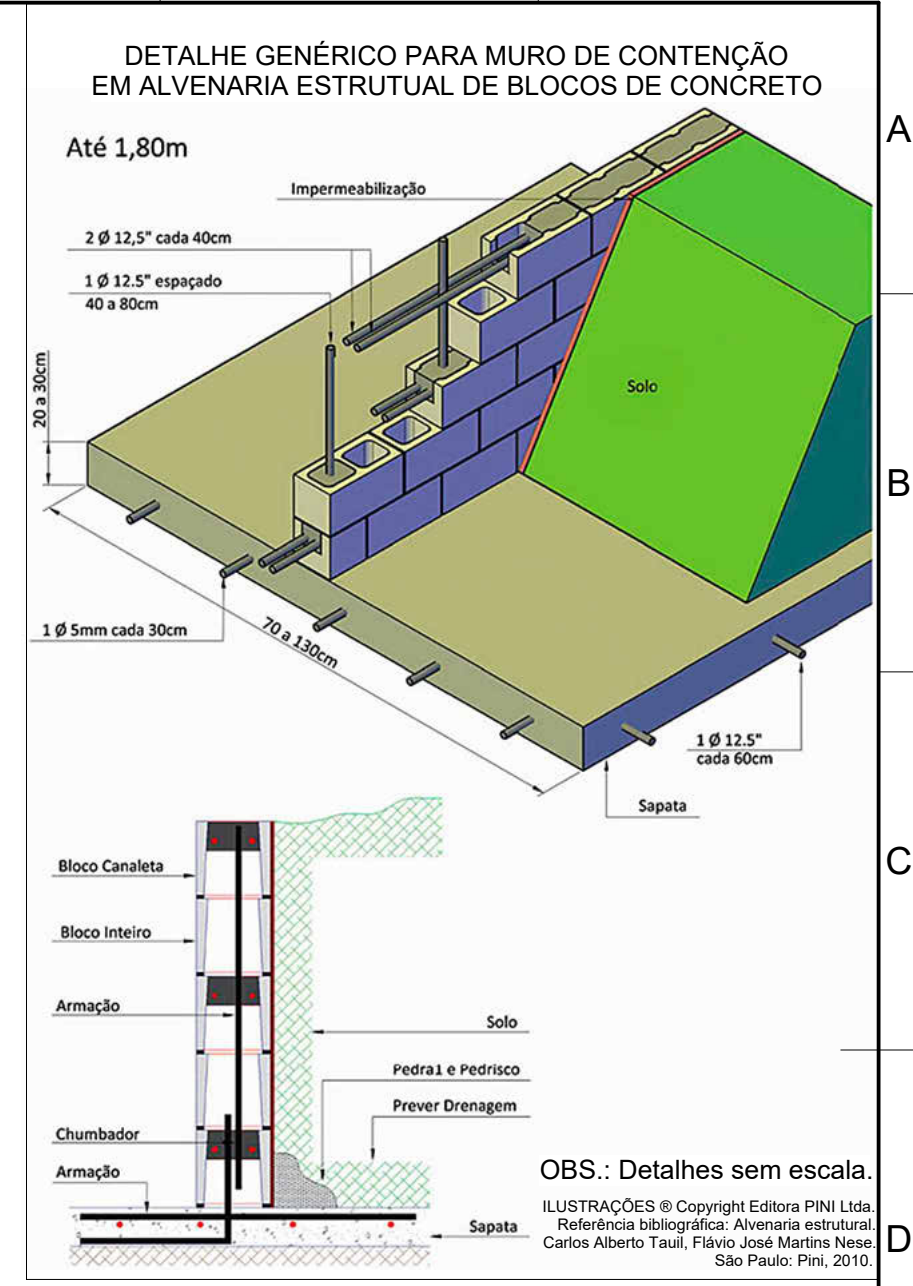 DETALHE GENÉRICO PARA MURO DE CONTENÇÃO
EM ALVENARIA ESTRUTUAL DE BLOCOS DE CONCRETO
Até 1,80m
A
Impermeabilização
2 Ø 12,5" cada 40cm
1 Ø 12.5" espaçado
40 a 80cm
20 a 30cm
Solo
B
1 Ø 5mm cada 30cm
70 a 130cm
1 Ø 12.5"
cada 60cm
Sapata
C
Bloco Canaleta
Bloco Inteiro
Armação
Solo
Pedra1 e Pedrisco
Prever Drenagem
Chumbador
Armação
Sapata
OBS.: Detalhes sem escala.
ILUSTRAÇÕES ® Copyright Editora PINI Ltda.
Referência bibliográfica: Alvenaria estrutural.
Carlos Alberto Tauil, Flávio José Martins Nese.
São Paulo: Pini, 2010.
D